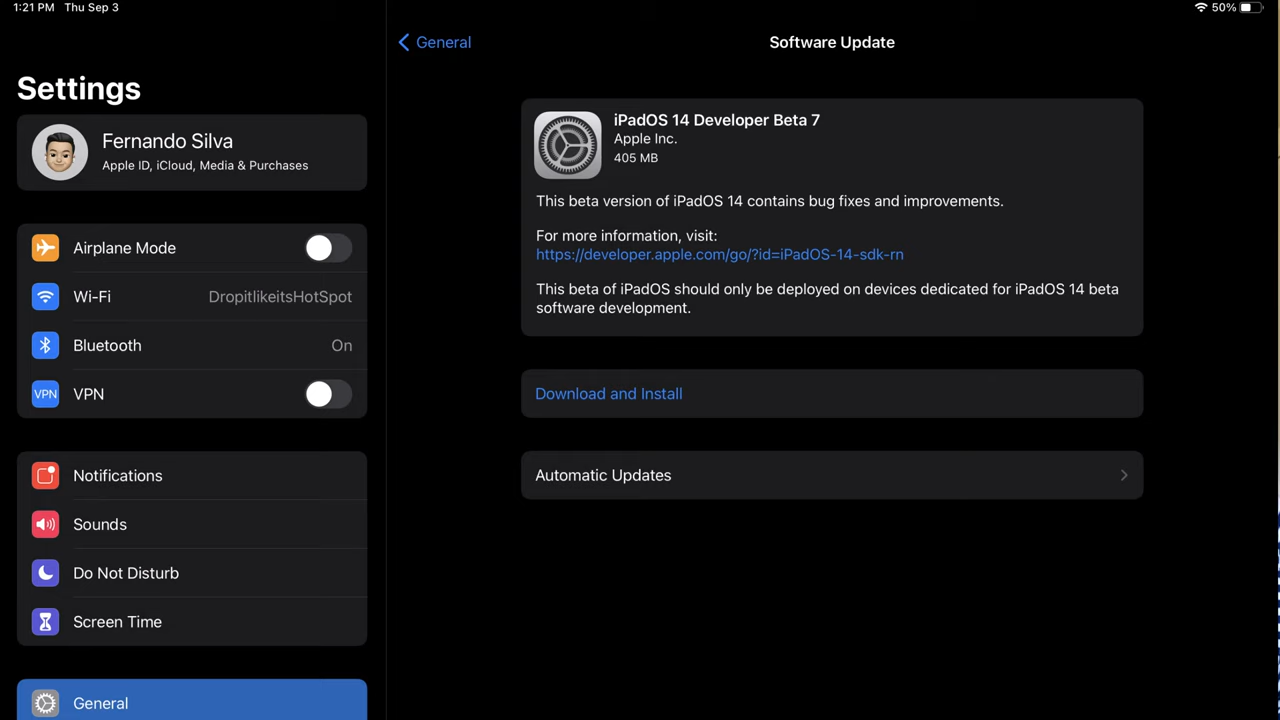 1:21 PM Thu Sep 3
50%
Settings
Fernando Silva
Apple ID, iCloud, Media & Purchases
Airplane Mode
Wi-Fi DropitlikeitsHotSpot
Bluetooth On
VPN VPN
Notifications
Sounds
Do Not Disturb
Screen Time
General
General
Software Update
iPadOS 14 Developer Beta 7
Apple Inc.
405 MB
This beta version of iPadOS 14 contains bug fixes and improvements.
For more information, visit:
https://developer.apple.com/go/?id=iPadOS-14-sdk-rn
This beta of iPadOS should only be deployed on devices dedicated for iPadOS 14 beta
software development.
Download and Install
Automatic Updates